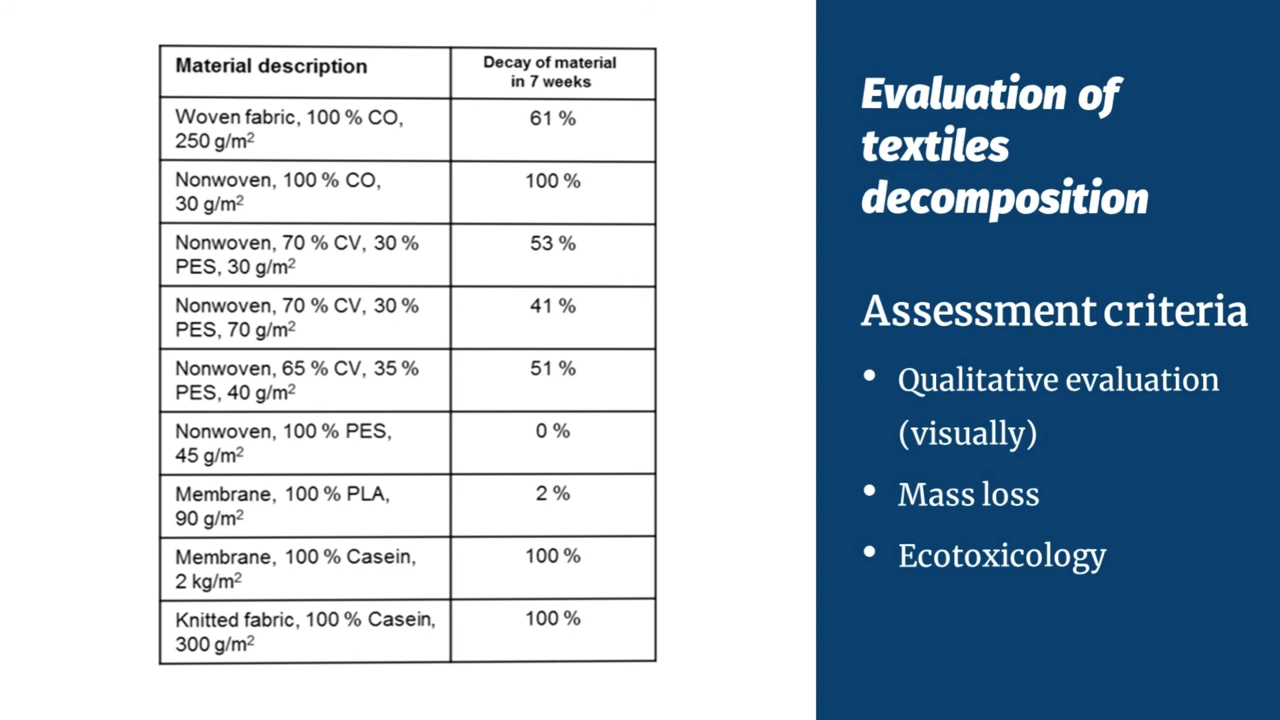 Material description
Decay of material
in 7 weeks
Woven fabric, 100 % CO,
250 g/m²
61 %
Nonwoven, 100 % CO,
30 g/m²
100 %
Nonwoven, 70 % CV, 30 %
PES, 30 g/m²
53 %
Nonwoven, 70 % CV, 30 %
PES, 70 g/m²
41 %
Nonwoven, 65 % CV, 35 %
PES, 40 g/m²
51 %
Nonwoven, 100 % PES,
45 g/m²
0 %
Membrane, 100 % PLA,
90 g/m²
2 %
Membrane, 100 % Casein,
2 kg/m²
100 %
Knitted fabric, 100 % Casein,
300 g/m²
100 %
Evaluation of
textiles
decomposition
Assessment criteria
• Qualitative evaluation
(visually)
• Mass loss
• Ecotoxicology